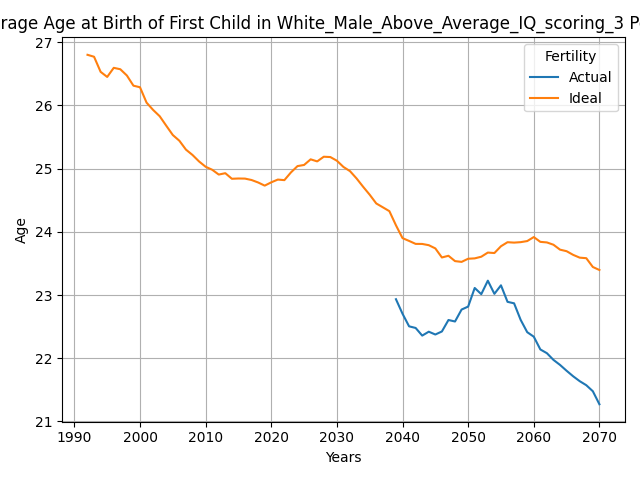 rage Age at Birth of First Child in White_Male_Above_Average_IQ_scoring_3 P
Fertility
Actual
Ideal
Age
27
26
25
24
23
22
21
1990 2000 2010 2020 2030 2040 2050 2060 2070
Years